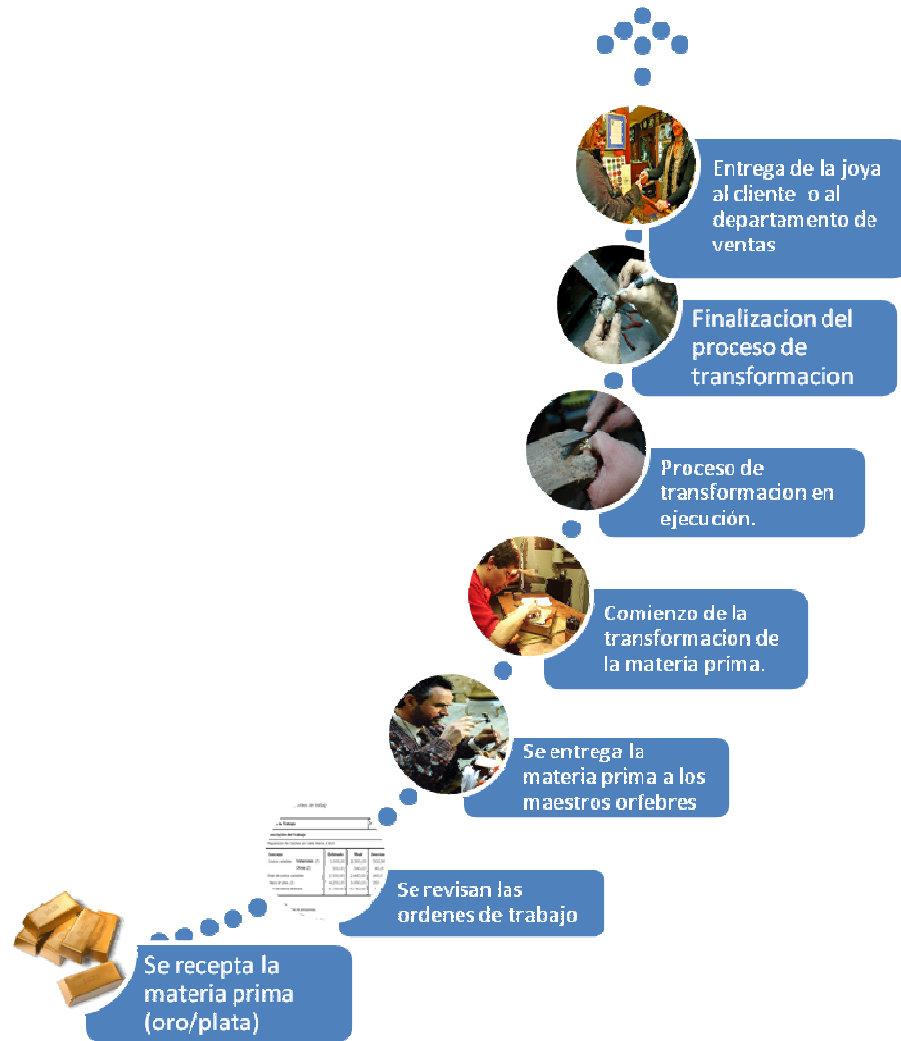 Entrega de la joya
al cliente o al
departamento de
ventas
Finalizacion del
proceso de
transformacion
Proceso de
transformacion en
ejecución.
Comienzo de la
transformacion de
la materia prima.
Se entrega la
materia prima a los
maestros orfebres
Se revisan las
ordenes de trabajo
Se recepta la
materia prima
(oro/plata)